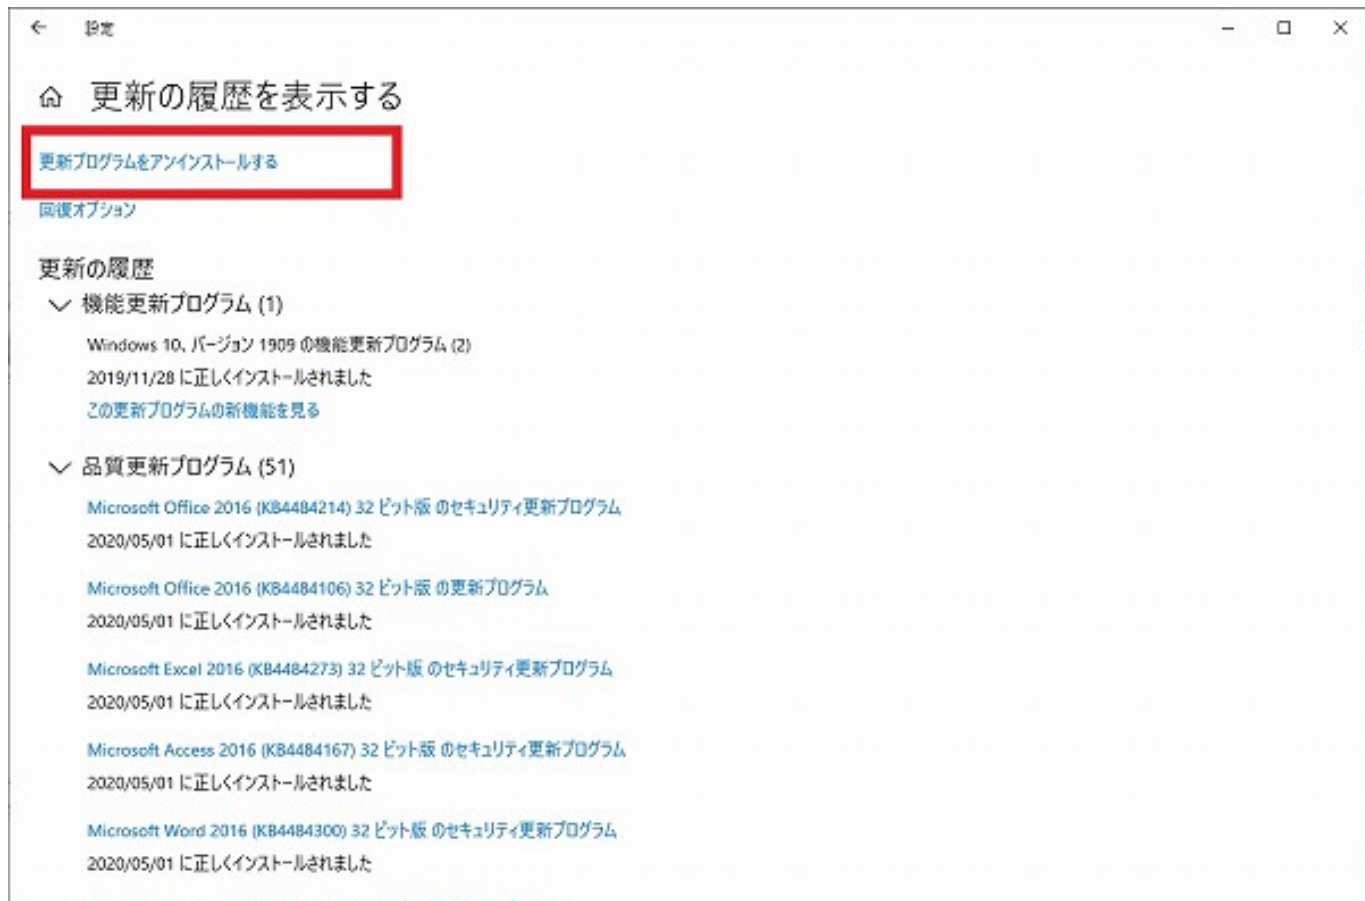 設定
更新の履歴を表示する
更新プログラムをアンインストールする
回復オプション
更新の履歴
機能更新プログラム (1)
Windows 10、バージョン 1909 の機能更新プログラム (2)
2019/11/28 に正しくインストールされました
この更新プログラムの新機能を見る
品質更新プログラム (51)
Microsoft Office 2016 (KB4484214) 32 ビット版 のセキュリティ更新プログラム
2020/05/01 に正しくインストールされました
Microsoft Office 2016 (KB4484106) 32 ビット版 の更新プログラム
2020/05/01 に正しくインストールされました
Microsoft Excel 2016 (KB4484273) 32 ビット版 のセキュリティ更新プログラム
2020/05/01 に正しくインストールされました
Microsoft Access 2016 (KB4484167) 32 ビット版 のセキュリティ更新プログラム
2020/05/01 に正しくインストールされました
Microsoft Word 2016 (KB4484300) 32 ビット版 のセキュリティ更新プログラム
2020/05/01 に正しくインストールされました